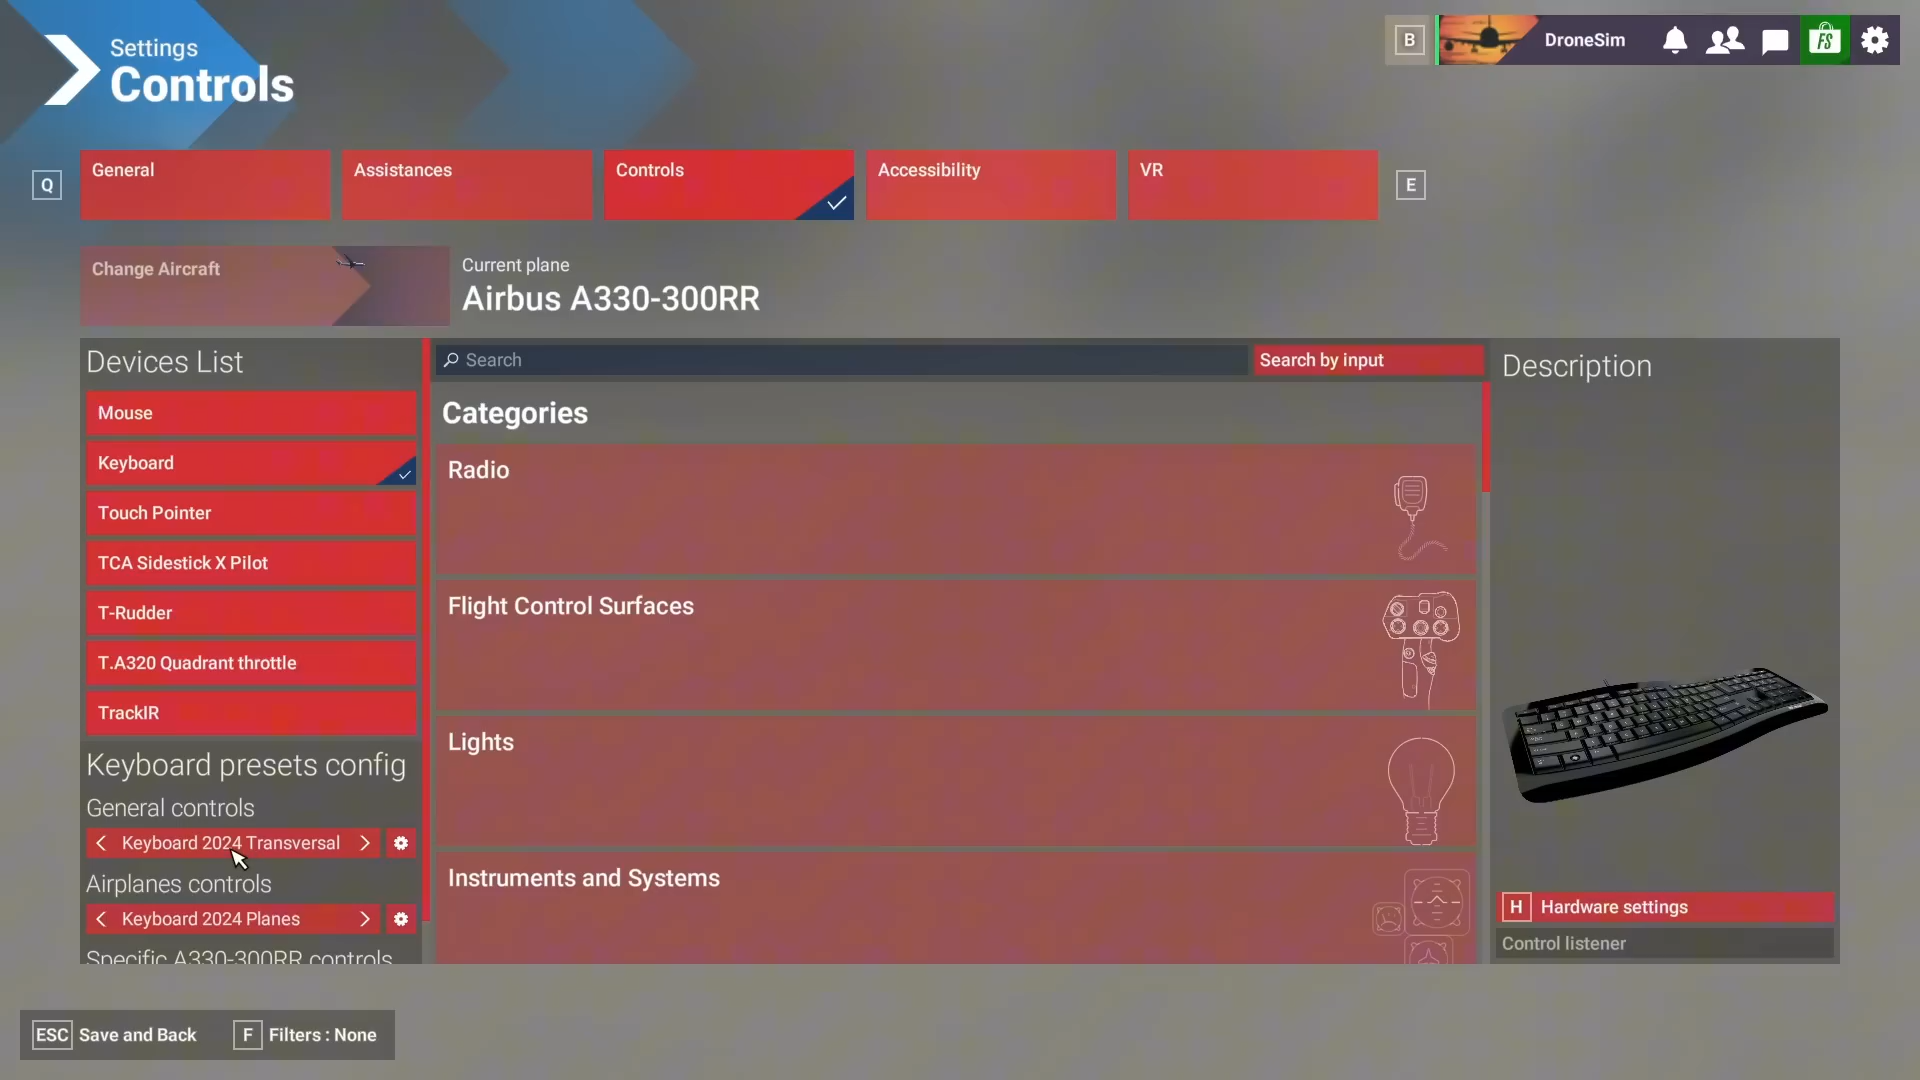 Settings
Controls
B
DroneSim
FS
Q
General
Assistances
Controls
Accessibility
VR
E
Change Aircraft
Current plane
Airbus A330-300RR
Devices List
Mouse
Keyboard
Touch Pointer
TCA Sidestick X Pilot
T-Rudder
T.A320 Quadrant throttle
TrackIR
Keyboard presets config
General controls
Keyboard 2024 Transversal
Airplanes controls
Keyboard 2024 Planes
Specific A330-300RR controls
Search
Search by input
Categories
Radio
Flight Control Surfaces
Lights
Instruments and Systems
Description
H Hardware settings
Control listener
ESC Save and Back
F Filters : None